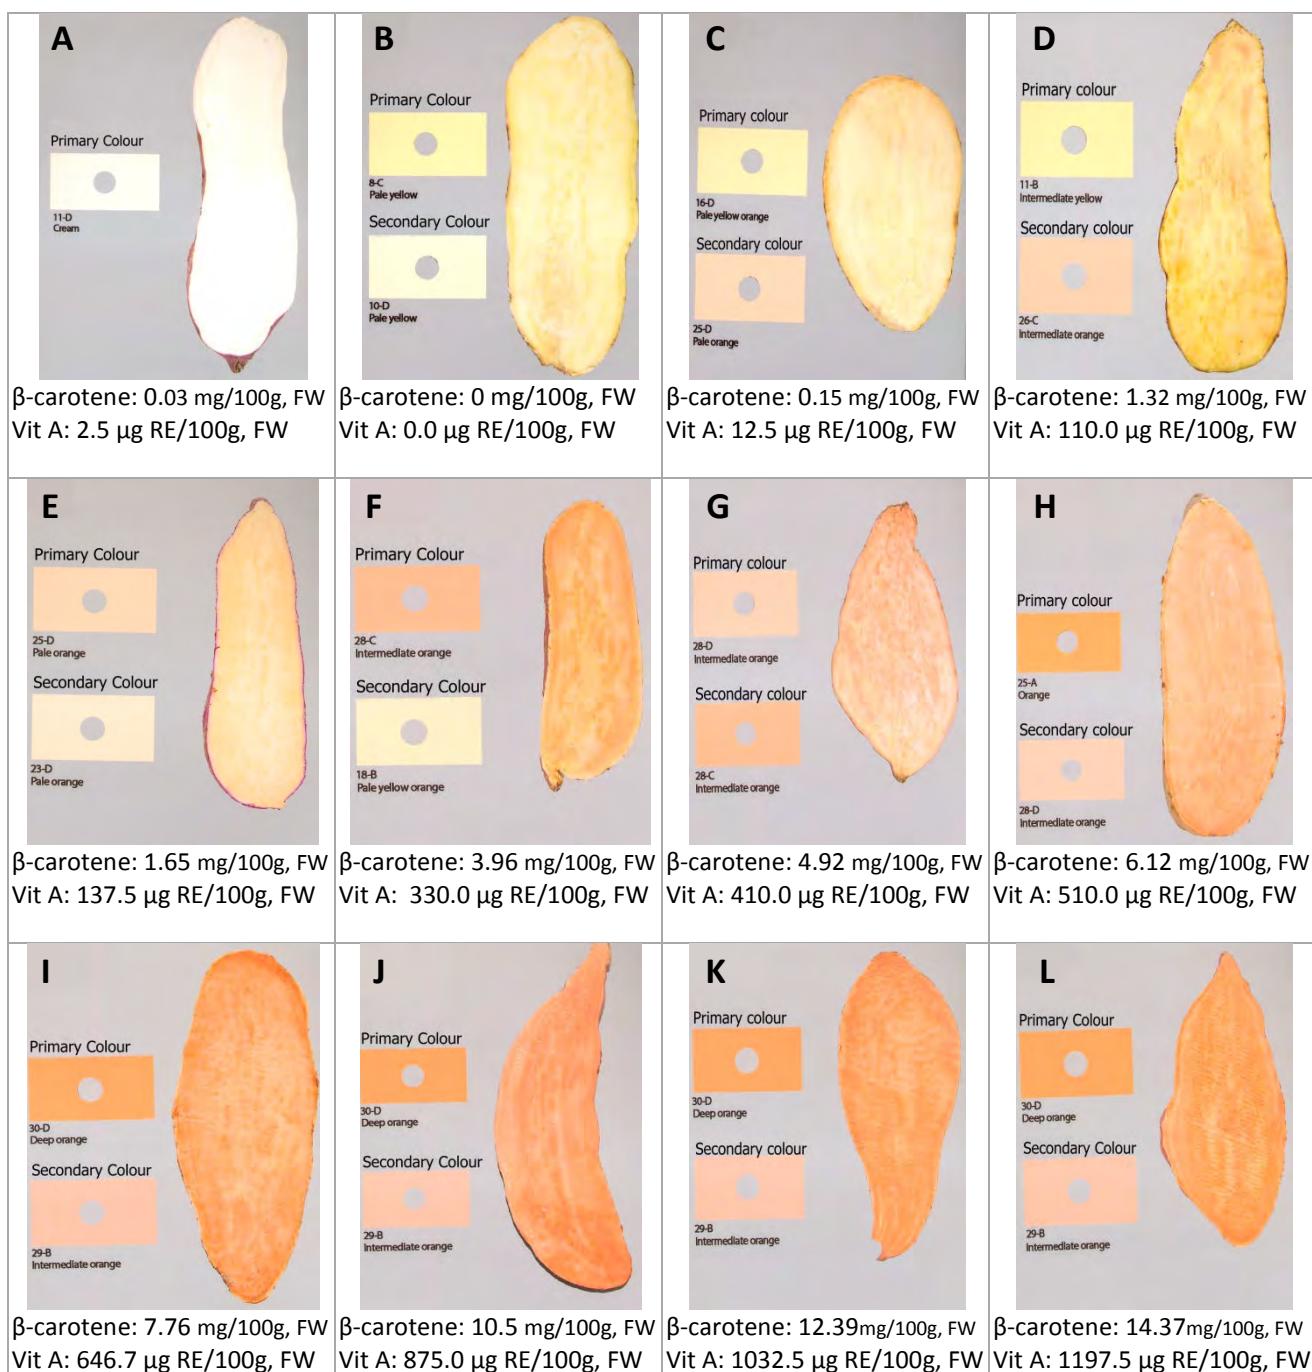 A
Primary Colour
11-D
Cream
β-carotene: 0.03 mg/100g, FW
Vit A: 2.5 µg RE/100g, FW
B
Primary Colour
8-C
Pale yellow
Secondary Colour
10-D
Pale yellow
β-carotene: 0 mg/100g, FW
Vit A: 0.0 µg RE/100g, FW
C
Primary colour
16-D
Pale yellow orange
Secondary colour
25-D
Pale orange
β-carotene: 0.15 mg/100g, FW
Vit A: 12.5 µg RE/100g, FW
D
Primary colour
11-B
Intermediate yellow
Secondary colour
26-C
Intermediate orange
β-carotene: 1.32 mg/100g, FW
Vit A: 110.0 µg RE/100g, FW
E
Primary Colour
25-D
Pale orange
Secondary Colour
23-D
Pale orange
β-carotene: 1.65 mg/100g, FW
Vit A: 137.5 µg RE/100g, FW
F
Primary Colour
28-C
Intermediate orange
Secondary Colour
18-B
Pale yellow orange
β-carotene: 3.96 mg/100g, FW
Vit A: 330.0 µg RE/100g, FW
G
Primary colour
28-D
Intermediate orange
Secondary colour
28-C
Intermediate orange
β-carotene: 4.92 mg/100g, FW
Vit A: 410.0 µg RE/100g, FW
H
Primary colour
25-A
Orange
Secondary colour
28-D
Intermediate orange
β-carotene: 6.12 mg/100g, FW
Vit A: 510.0 µg RE/100g, FW
I
Primary Colour
30-D
Deep orange
Secondary Colour
29-B
Intermediate orange
β-carotene: 7.76 mg/100g, FW
Vit A: 646.7 µg RE/100g, FW
J
Primary Colour
30-D
Deep orange
Secondary Colour
29-B
Intermediate orange
β-carotene: 10.5 mg/100g, FW
Vit A: 875.0 µg RE/100g, FW
K
Primary colour
30-D
Deep orange
Secondary colour
29-B
Intermediate orange
β-carotene: 12.39mg/100g, FW
Vit A: 1032.5 µg RE/100g, FW
L
Primary Colour
30-D
Deep orange
Secondary Colour
29-B
Intermediate orange
β-carotene: 14.37mg/100g, FW
Vit A: 1197.5 µg RE/100g, FW